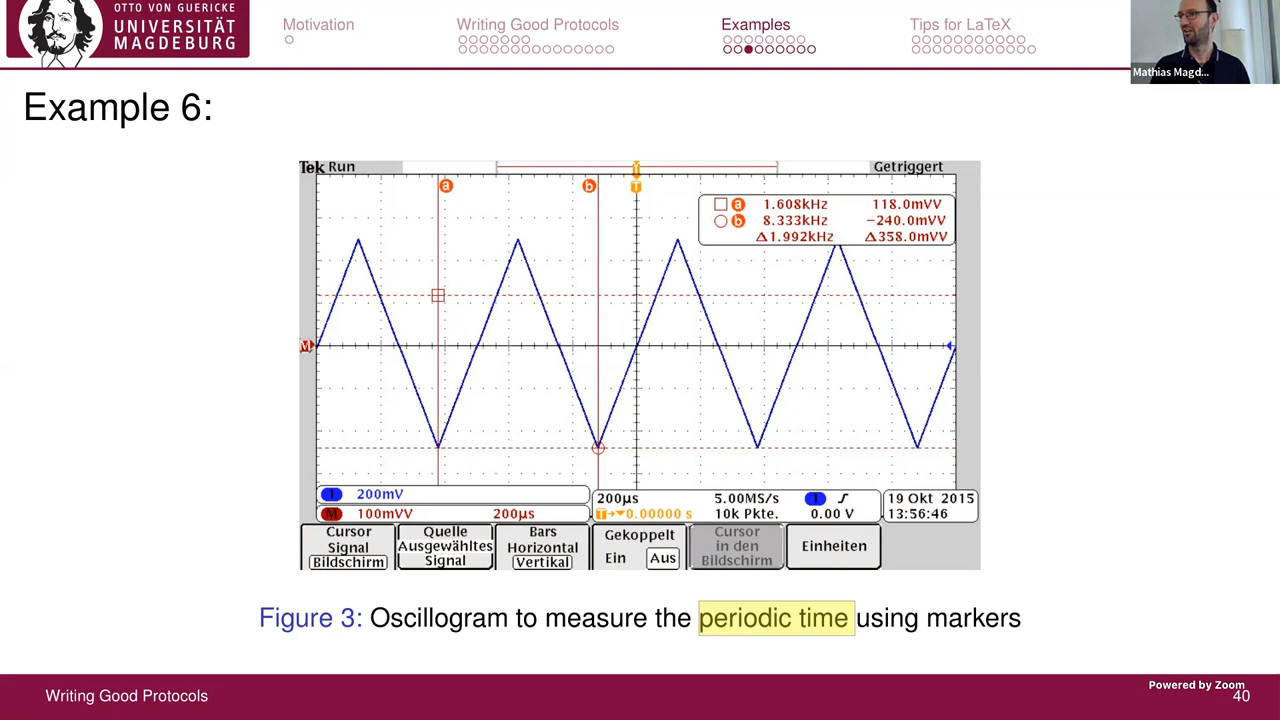 OTTO VON GUERICKE
UNIVERSITÄT
MAGDEBURG
Motivation
Writing Good Protocols
Examples
Tips for LaTeX
Mathias Magd...
Example 6:
Tek Run
Getriggert
a
b
T
T
a 1.608kHz 118.0mVV
b 8.333kHz −240.0mVV
Δ1.992kHz Δ358.0mVV
M
1 200mV
M 100mVV 200µs
200µs 5.00MS/s 1
T→▼0.00000 s 10k Pkte. 0.00 V
19 Okt 2015
13:56:46
Cursor
Signal
Bildschirm
Quelle
Ausgewähltes
Signal
Bars
Horizontal
Vertikal
Gekoppelt
Ein Aus
Cursor
in den
Bildschirm
Einheiten
Figure 3: Oscillogram to measure the periodic time using markers
Writing Good Protocols
Powered by Zoom
40